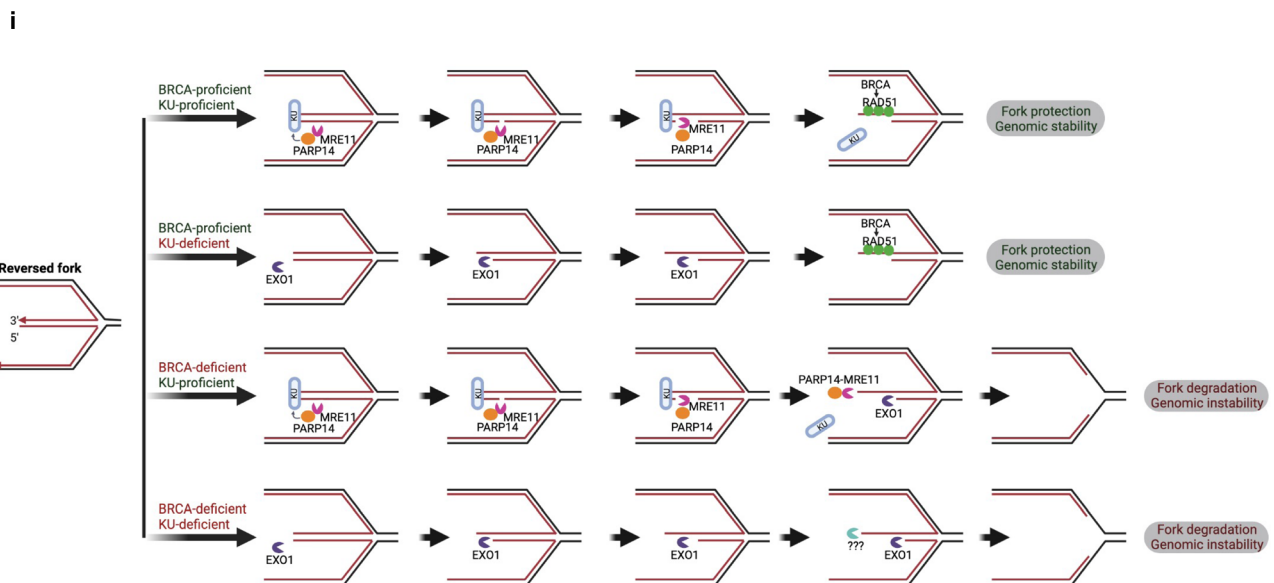 i
BRCA-proficient
KU-proficient
KU
MRE11
PARP14
KU
MRE11
PARP14
KU
MRE11
PARP14
BRCA
RAD51
KU
Fork protection
Genomic stability
BRCA-proficient
KU-deficient
EXO1
EXO1
EXO1
BRCA
RAD51
Fork protection
Genomic stability
Reversed fork
3'
5'
BRCA-deficient
KU-proficient
KU
MRE11
PARP14
KU
MRE11
PARP14
KU
MRE11
PARP14
PARP14-MRE11
EXO1
KU
Fork degradation
Genomic instability
BRCA-deficient
KU-deficient
EXO1
EXO1
EXO1
???
EXO1
Fork degradation
Genomic instability